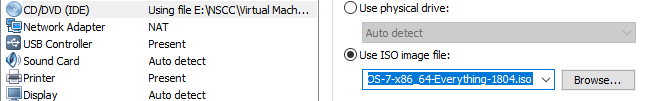 CD/DVD (IDE) Using file E:\NSCC\Virtual Mach...
Network Adapter NAT
USB Controller Present
Sound Card Auto detect
Printer Present
Display Auto detect
Use physical drive:
Auto detect
Use ISO image file:
OS-7-x86_64-Everything-1804.iso Browse...